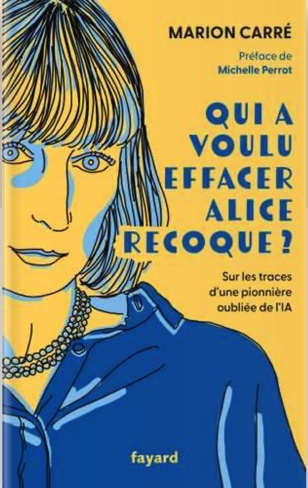 MARION CARRÉ
Préface de
Michelle Perrot
QUI A
VOULU
EFFACER
ALICE
RECOQUE ?
Sur les traces
d'une pionnière
oubliée de l'IA
fayard